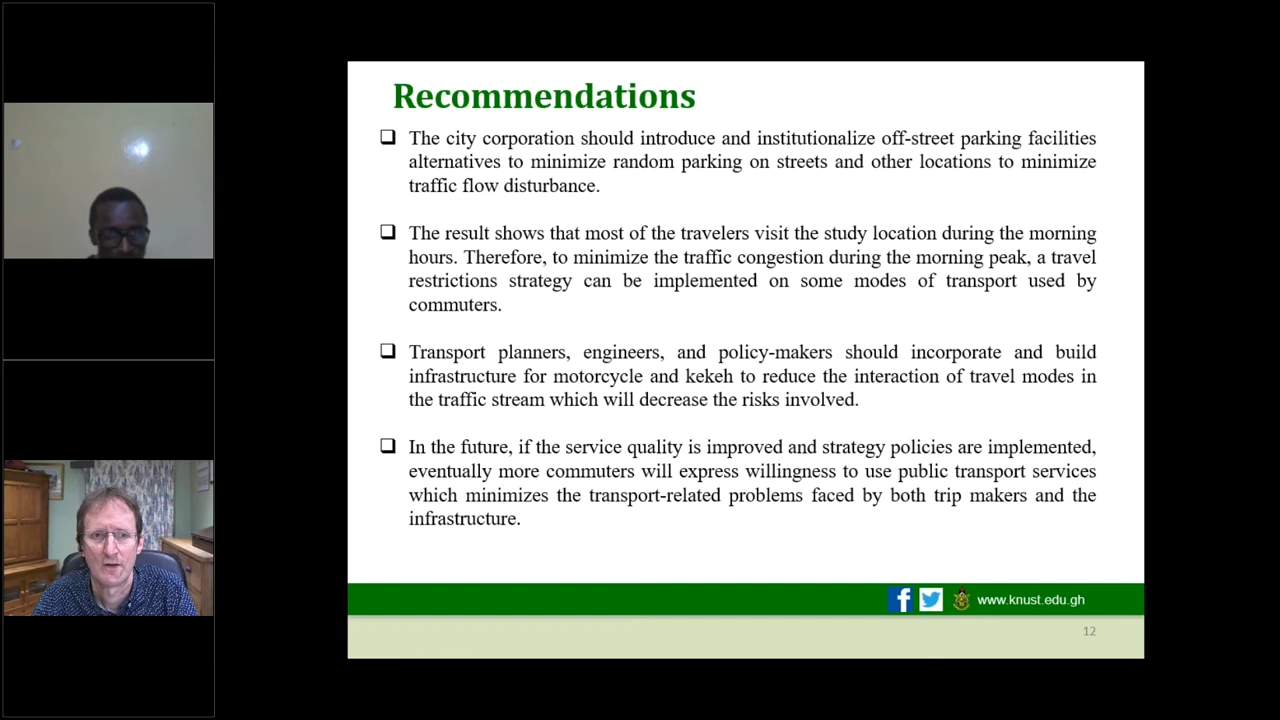 Recommendations
The city corporation should introduce and institutionalize off-street parking facilities
alternatives to minimize random parking on streets and other locations to minimize
traffic flow disturbance.
The result shows that most of the travelers visit the study location during the morning
hours. Therefore, to minimize the traffic congestion during the morning peak, a travel
restrictions strategy can be implemented on some modes of transport used by
commuters.
Transport planners, engineers, and policy-makers should incorporate and build
infrastructure for motorcycle and kekeh to reduce the interaction of travel modes in
the traffic stream which will decrease the risks involved.
In the future, if the service quality is improved and strategy policies are implemented,
eventually more commuters will express willingness to use public transport services
which minimizes the transport-related problems faced by both trip makers and the
infrastructure.
www.knust.edu.gh
12